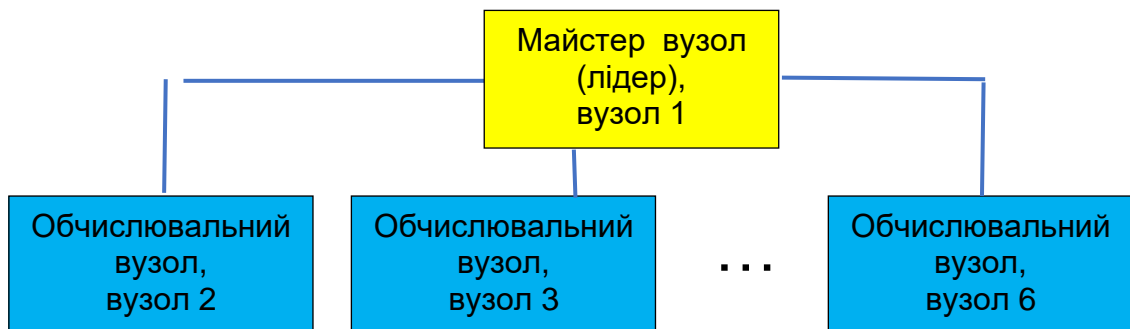 Майстер вузол
(лідер),
вузол 1
Обчислювальний
вузол,
вузол 2
Обчислювальний
вузол,
вузол 3
...
Обчислювальний
вузол,
вузол 6